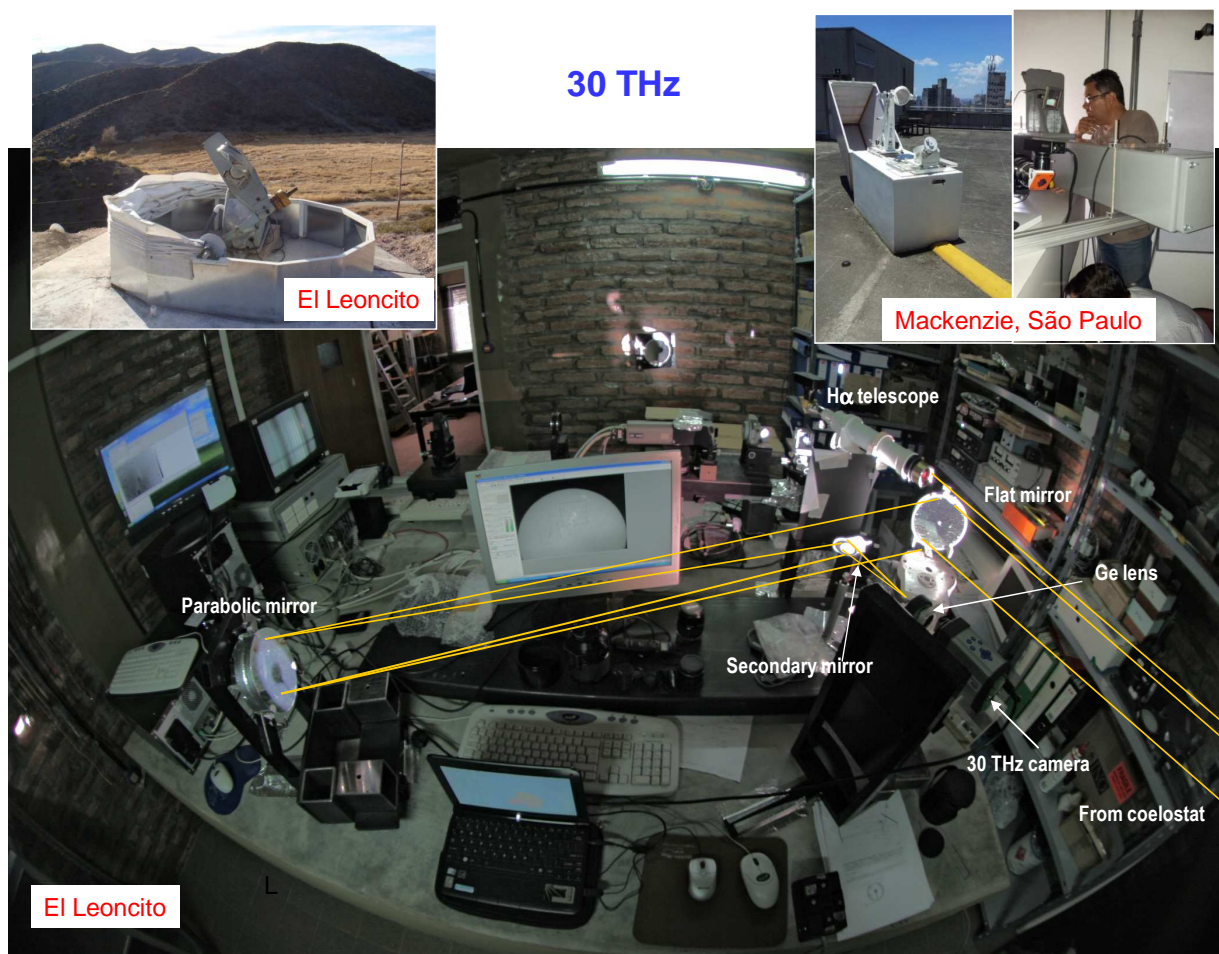 30 THz
El Leoncito
Mackenzie, São Paulo
Hα telescope
Flat mirror
Ge lens
Parabolic mirror
Secondary mirror
30 THz camera
From coelostat
L
El Leoncito